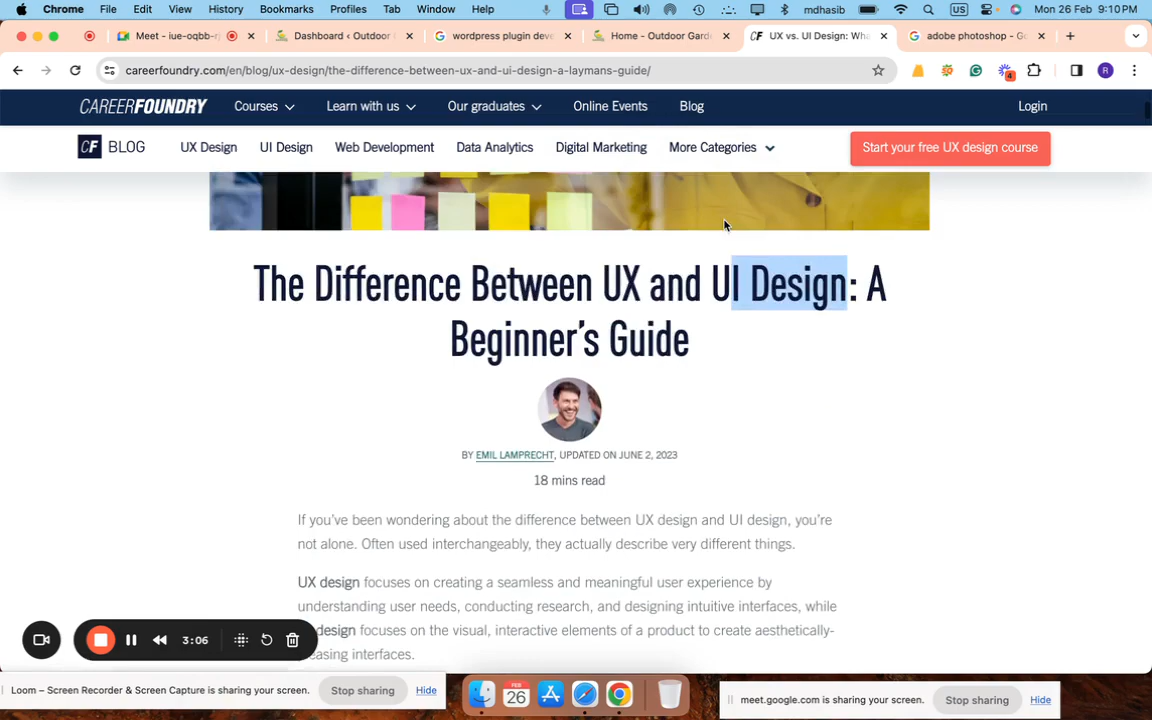 Chrome File Edit View History Bookmarks Profiles Tab Window Help mdhasib US Mon 26 Feb 9:10 PM
Meet - iue-oqbb-r Dashboard ‹ Outdoor wordpress plugin deve Home - Outdoor Gard UX vs. UI Design: Wha adobe photoshop - Go
careerfoundry.com/en/blog/ux-design/the-difference-between-ux-and-ui-design-a-laymans-guide/
4 R
CAREERFOUNDRY Courses Learn with us Our graduates Online Events Blog Login
CF BLOG UX Design UI Design Web Development Data Analytics Digital Marketing More Categories Start your free UX design course
The Difference Between UX and UI Design: A
Beginner's Guide
BY EMIL LAMPRECHT, UPDATED ON JUNE 2, 2023
18 mins read
If you've been wondering about the difference between UX design and UI design, you're
not alone. Often used interchangeably, they actually describe very different things.
UX design focuses on creating a seamless and meaningful user experience by
understanding user needs, conducting research, and designing intuitive interfaces, while
design focuses on the visual, interactive elements of a product to create aesthetically-
easing interfaces.
3:06
Loom – Screen Recorder & Screen Capture is sharing your screen. Stop sharing Hide
FEB
26
meet.google.com is sharing your screen. Stop sharing Hide